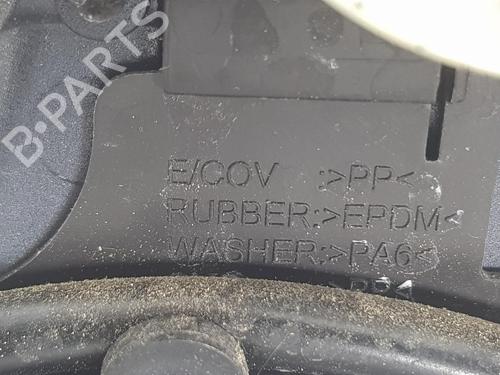 B-PARTS
E/COV :>PP<
RUBBER:>EPDM<
WASHER:>PA6<